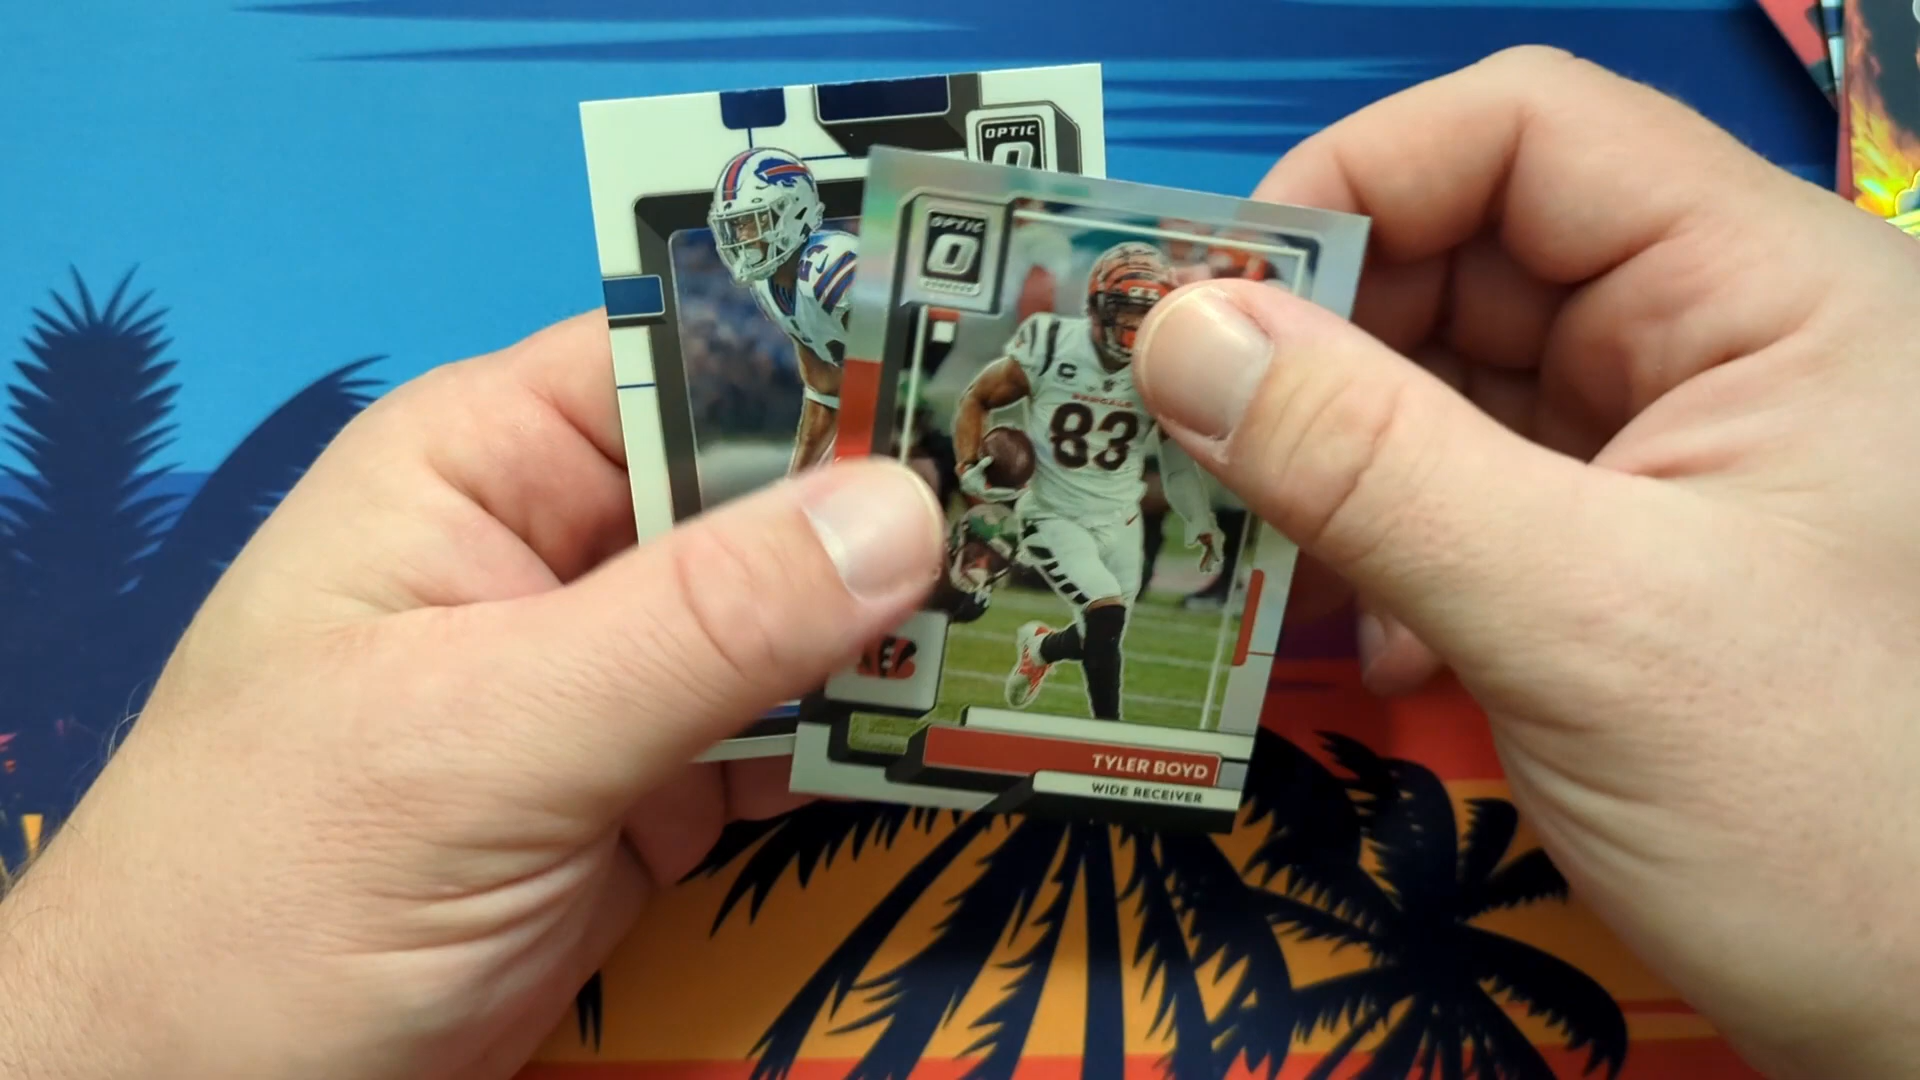 OPTIC
OPTIC
BENGALS
83
TYLER BOYD
WIDE RECEIVER